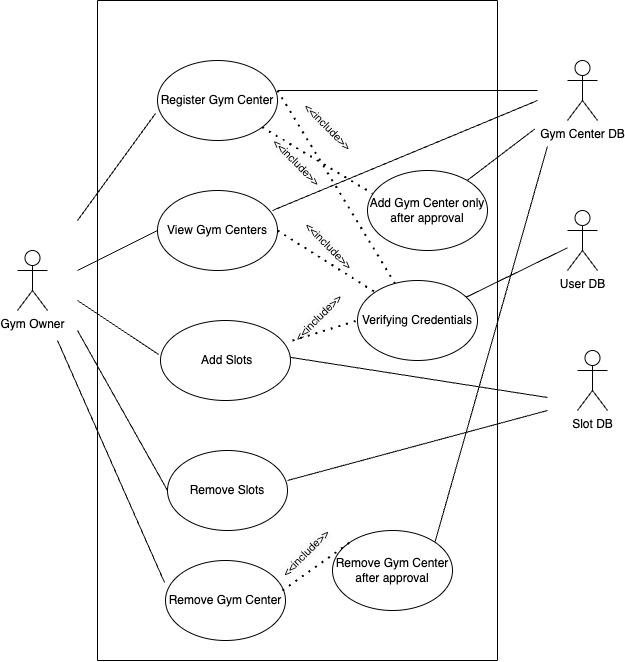 Register Gym Center
<<include>>
Gym Center DB
<<include>>
Add Gym Center only
after approval
View Gym Centers
<<include>>
User DB
Gym Owner
Verifying Credentials
<<include>>
Add Slots
Slot DB
Remove Slots
<<include>>
Remove Gym Center
after approval
Remove Gym Center